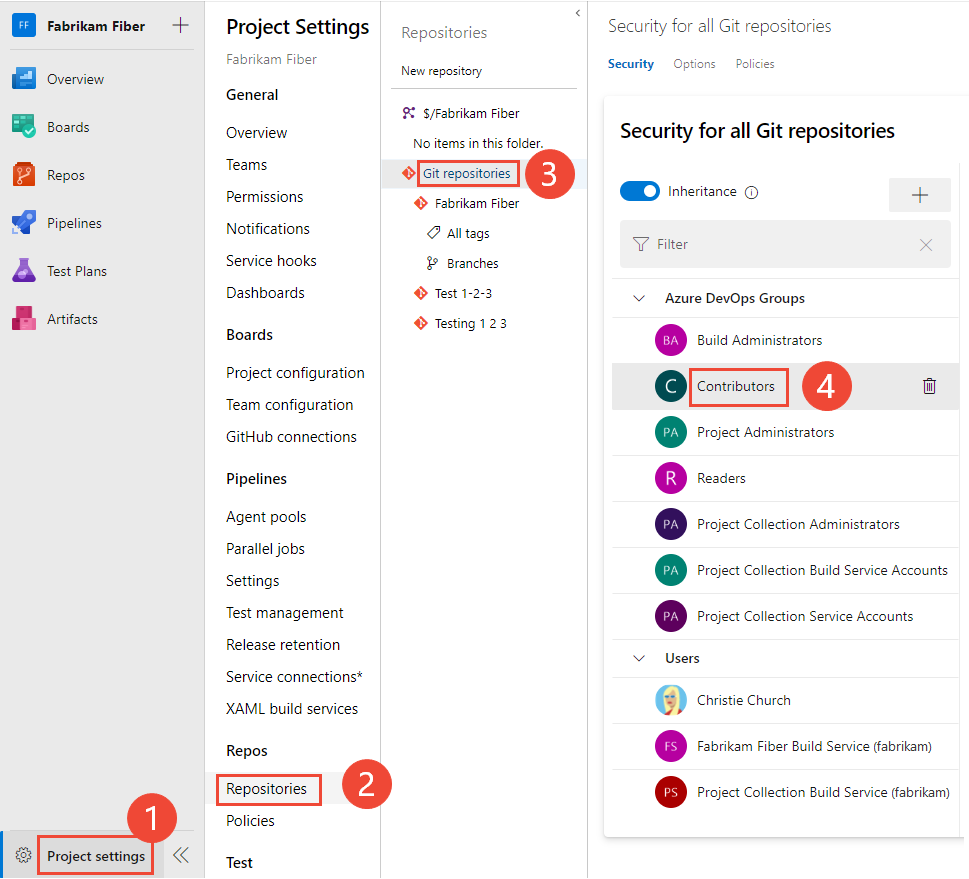 FF Fabrikam Fiber
Overview
Boards
Repos
Pipelines
Test Plans
Artifacts
1
Project settings
Project Settings
Fabrikam Fiber
General
Overview
Teams
Permissions
Notifications
Service hooks
Dashboards
Boards
Project configuration
Team configuration
GitHub connections
Pipelines
Agent pools
Parallel jobs
Settings
Test management
Release retention
Service connections*
XAML build services
Repos
Repositories 2
Policies
Test
Repositories
New repository
$/Fabrikam Fiber
No items in this folder.
Git repositories 3
Fabrikam Fiber
All tags
Branches
Test 1-2-3
Testing 1 2 3
Security for all Git repositories
Security Options Policies
Security for all Git repositories
Inheritance
Filter
Azure DevOps Groups
BA Build Administrators
C Contributors 4
PA Project Administrators
R Readers
PA Project Collection Administrators
PA Project Collection Build Service Accounts
PA Project Collection Service Accounts
Users
Christie Church
FS Fabrikam Fiber Build Service (fabrikam)
PS Project Collection Build Service (fabrikam)